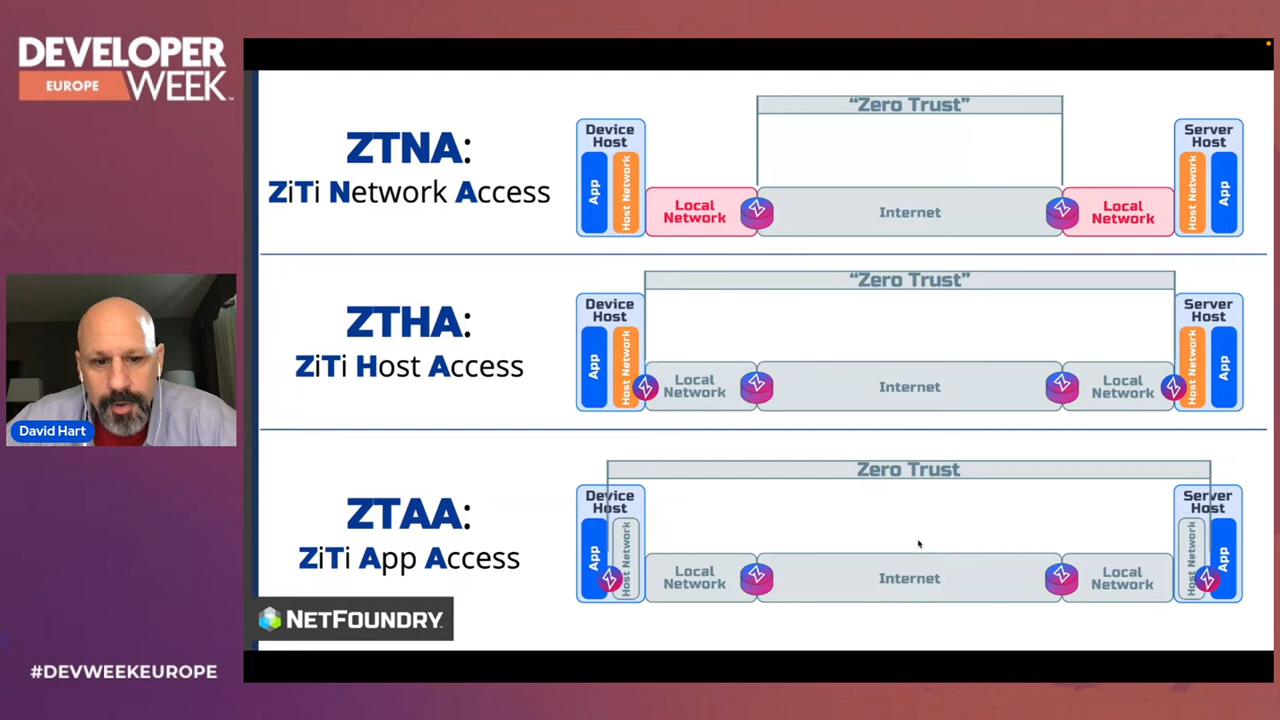 DEVELOPER
EUROPE WEEK
David Hart
#DEVWEEKEUROPE
ZTNA:
ZiTi Network Access
"Zero Trust"
Device
Host
App
Host Network
Local
Network
Internet
Local
Network
Server
Host
Host Network
App
ZTHA:
ZiTi Host Access
"Zero Trust"
Device
Host
App
Host Network
Local
Network
Internet
Local
Network
Server
Host
Host Network
App
ZTAA:
ZiTi App Access
Zero Trust
Device
Host
App
Host Network
Local
Network
Internet
Local
Network
Server
Host
Host Network
App
NETFOUNDRY